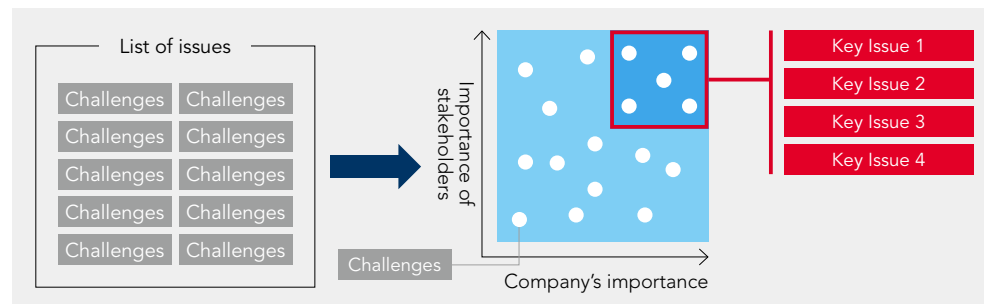 List of issues
Challenges Challenges
Challenges Challenges
Challenges Challenges
Challenges Challenges
Challenges Challenges
Importance of
stakeholders
Challenges
Company’s importance
Key Issue 1
Key Issue 2
Key Issue 3
Key Issue 4